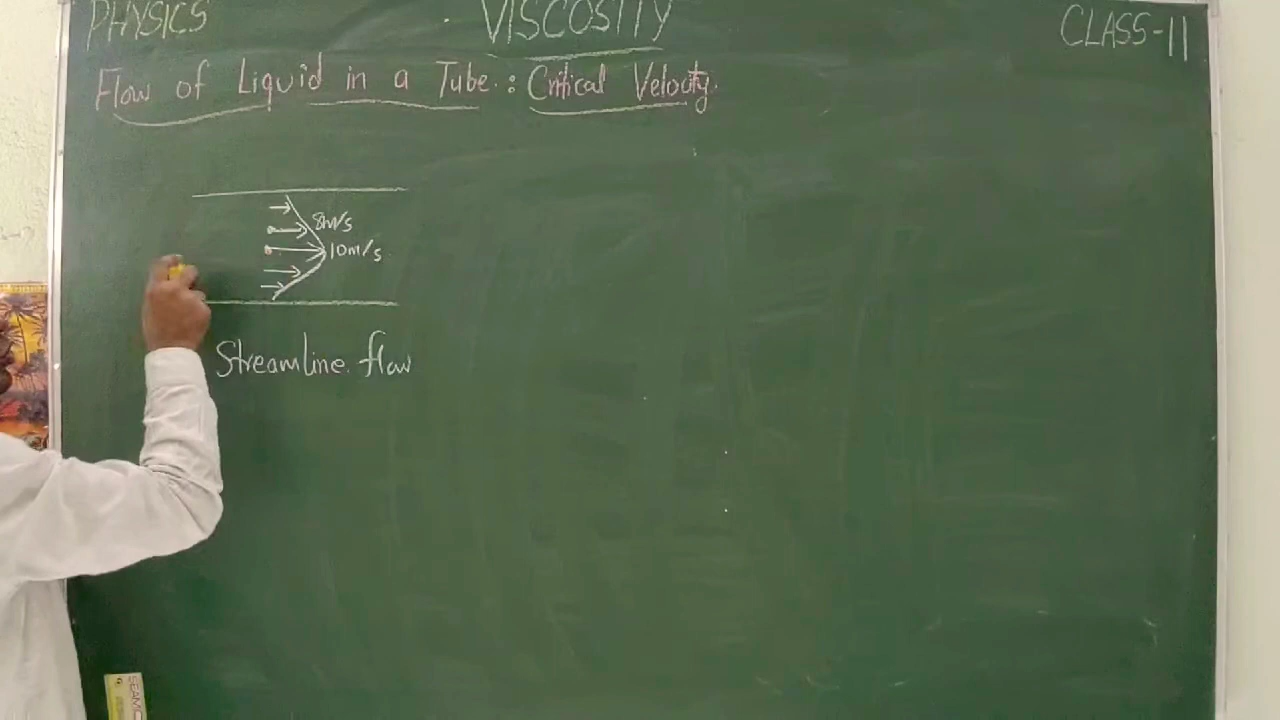 PHYSICS VISCOSITY CLASS-11
Flow of Liquid in a Tube. : Critical Velocity.
8m/s
10m/s
Streamline. flow